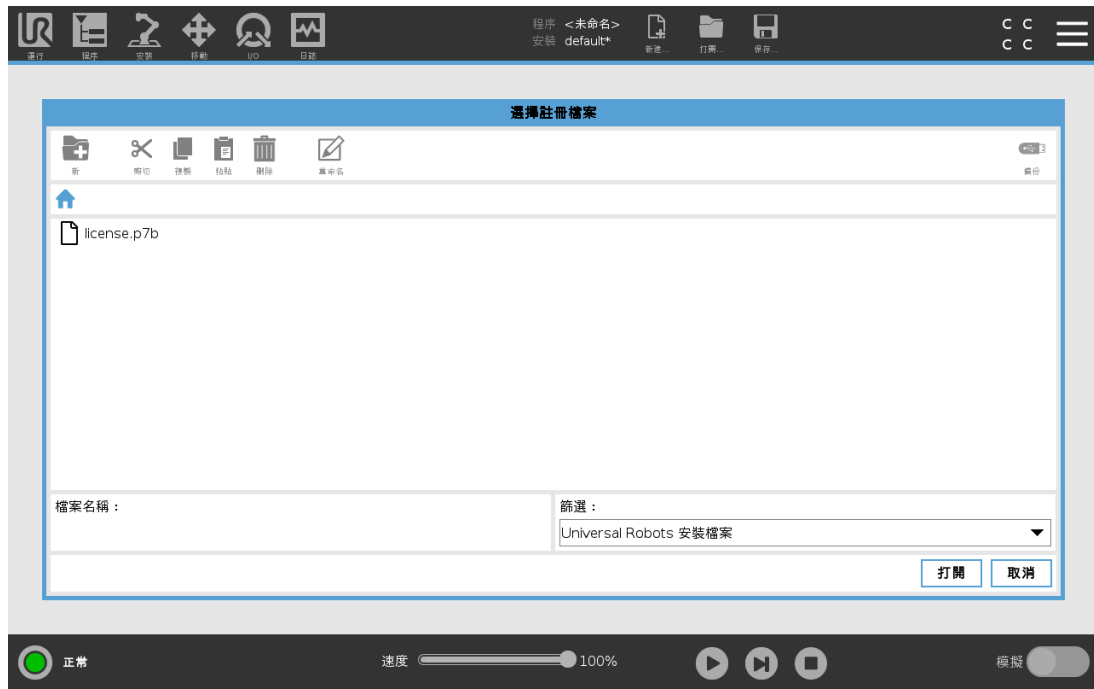 UR
運行
程序
安裝
移動
I/O
日誌
程序 <未命名>
安裝 default*
新建...
打開...
保存...
C C
C C
選擇註冊檔案
新
剪切
複製
粘貼
刪除
重命名
備份
license.p7b
檔案名稱：
篩選：
Universal Robots 安裝檔案
打開
取消
正常
速度
100%
模擬